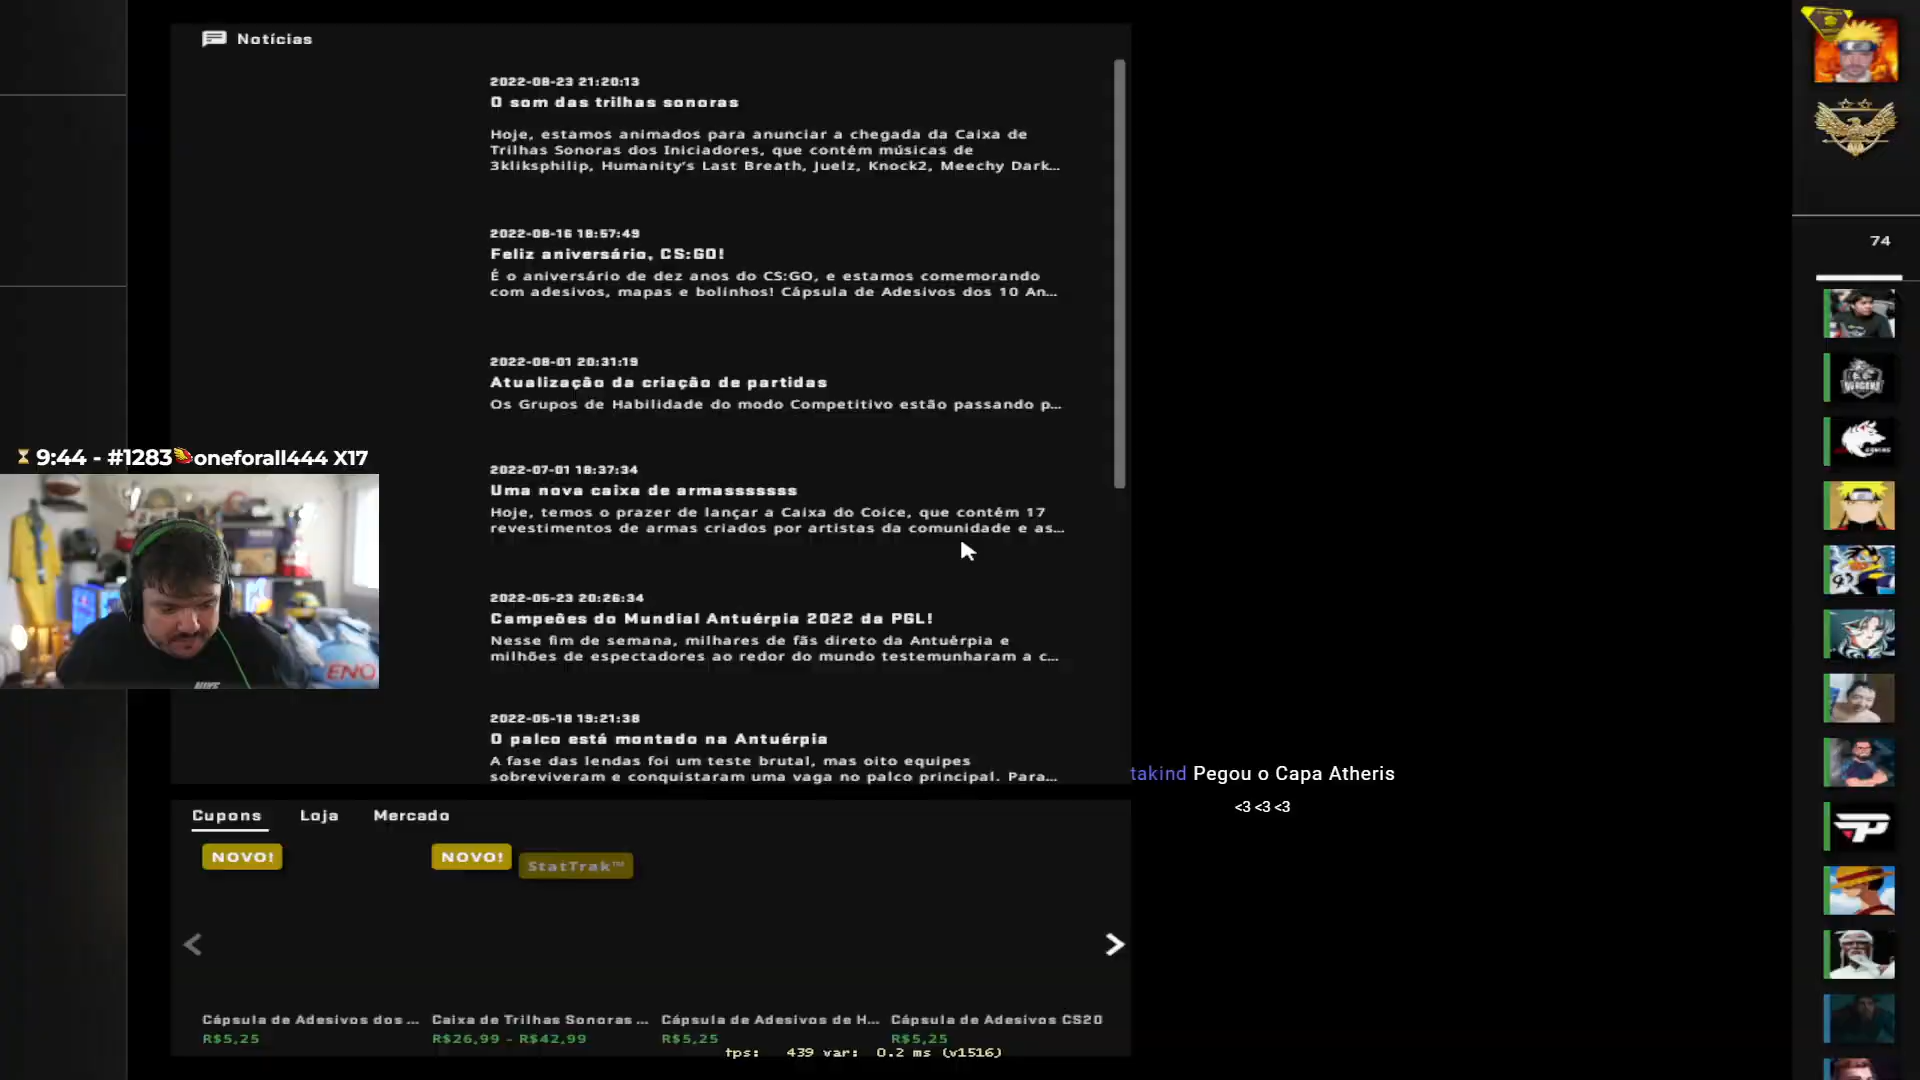 Notícias
2022-08-23 21:20:13
O som das trilhas sonoras
Hoje, estamos animados para anunciar a chegada da Caixa de
Trilhas Sonoras dos Iniciadores, que contém músicas de
3kliksphilip, Humanity's Last Breath, Juelz, Knock2, Meechy Dark...
2022-08-16 18:57:49
Feliz aniversário, CS:GO!
É o aniversário de dez anos do CS:GO, e estamos comemorando
com adesivos, mapas e bolinhos! Cápsula de Adesivos dos 10 An...
2022-08-01 20:31:19
Atualização da criação de partidas
Os Grupos de Habilidade do modo Competitivo estão passando p...
2022-07-01 18:37:34
Uma nova caixa de armasssssss
Hoje, temos o prazer de lançar a Caixa do Coice, que contém 17
revestimentos de armas criados por artistas da comunidade e as...
2022-05-23 20:26:34
Campeões do Mundial Antuérpia 2022 da PGL!
Nesse fim de semana, milhares de fãs direto da Antuérpia e
milhões de espectadores ao redor do mundo testemunharam a c...
2022-05-18 19:21:38
O palco está montado na Antuérpia
A fase das lendas foi um teste brutal, mas oito equipes
sobreviveram e conquistaram uma vaga no palco principal. Para...
9:44 - #1283 oneforall444 X17
ENO
NIKE
takind Pegou o Capa Atheris
<3 <3 <3
74
Cupons Loja Mercado
NOVO! NOVO! StatTrak™
Cápsula de Adesivos dos ... Caixa de Trilhas Sonoras ... Cápsula de Adesivos de H... Cápsula de Adesivos CS20
R$5,25 R$26,99 - R$42,99 R$5,25 R$5,25
fps: 439 var: 0.2 ms (v1516)